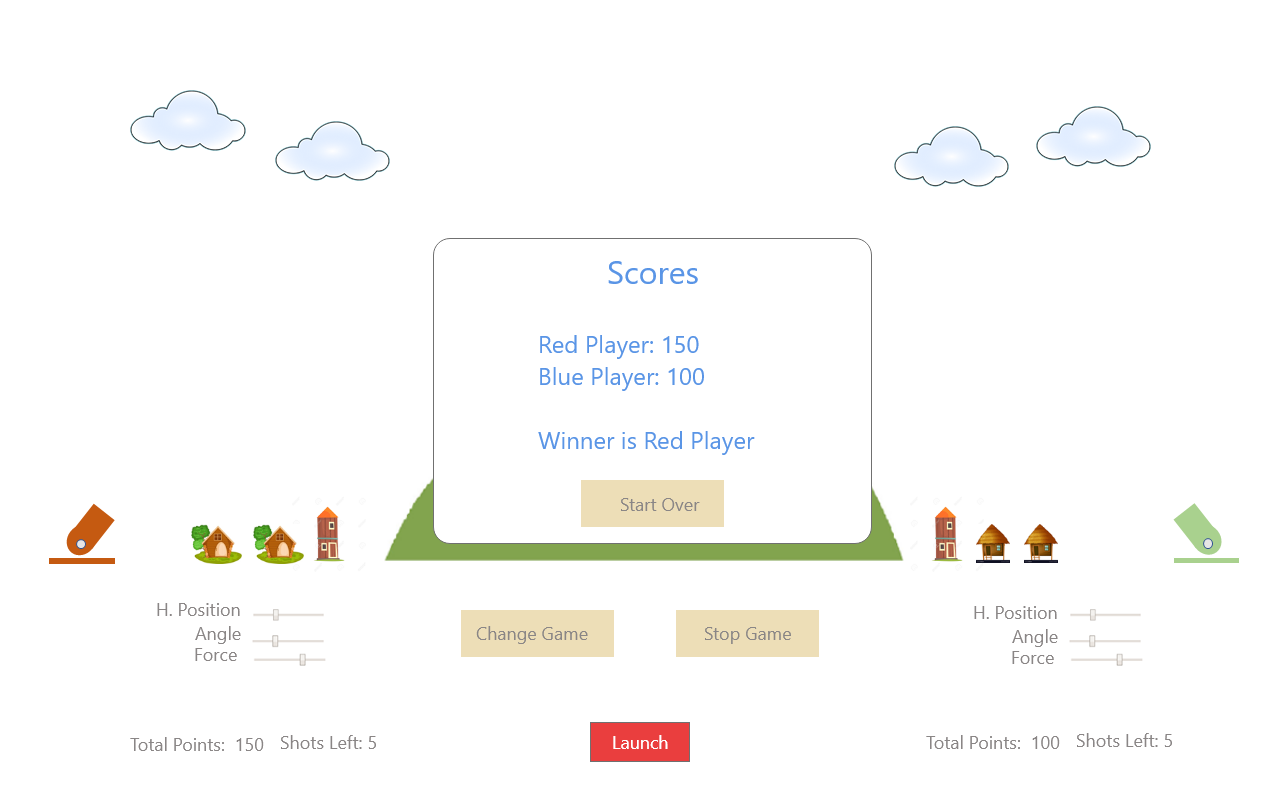 Scores
Red Player: 150
Blue Player: 100
Winner is Red Player
Start Over
H. Position
Angle
Force
Change Game
Stop Game
H. Position
Angle
Force
Total Points: 150
Shots Left: 5
Launch
Total Points: 100
Shots Left: 5